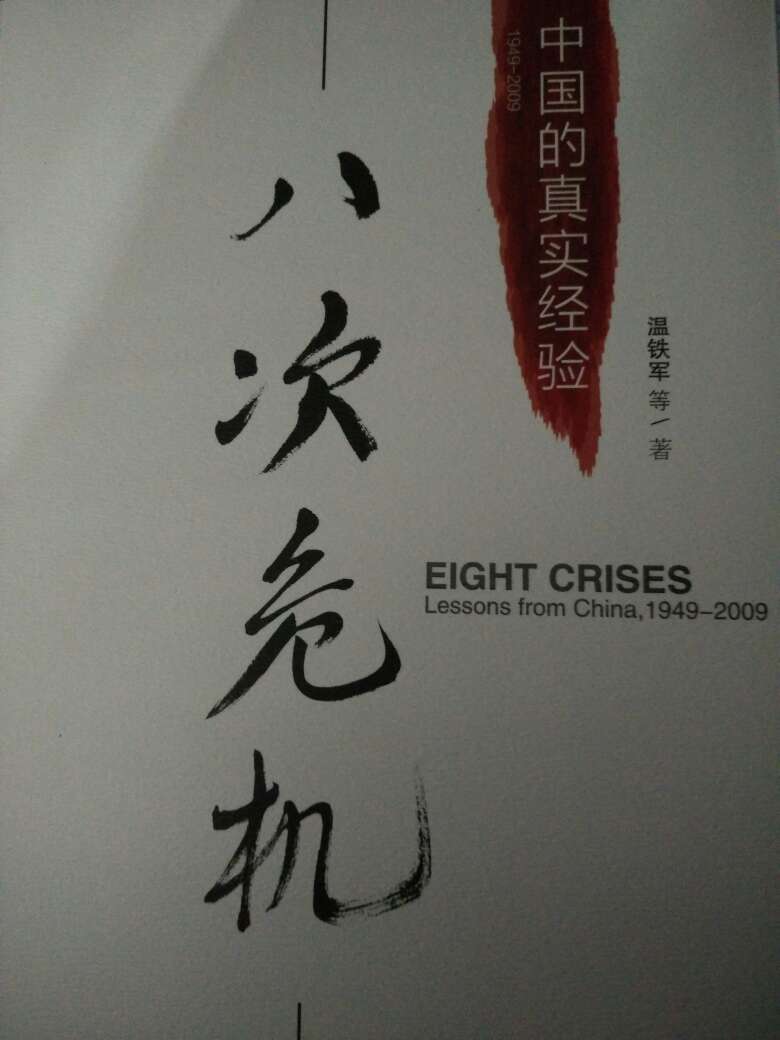 八次危机
中国的真实经验
1949-2009
温铁军 等/著
EIGHT CRISES
Lessons from China,1949-2009